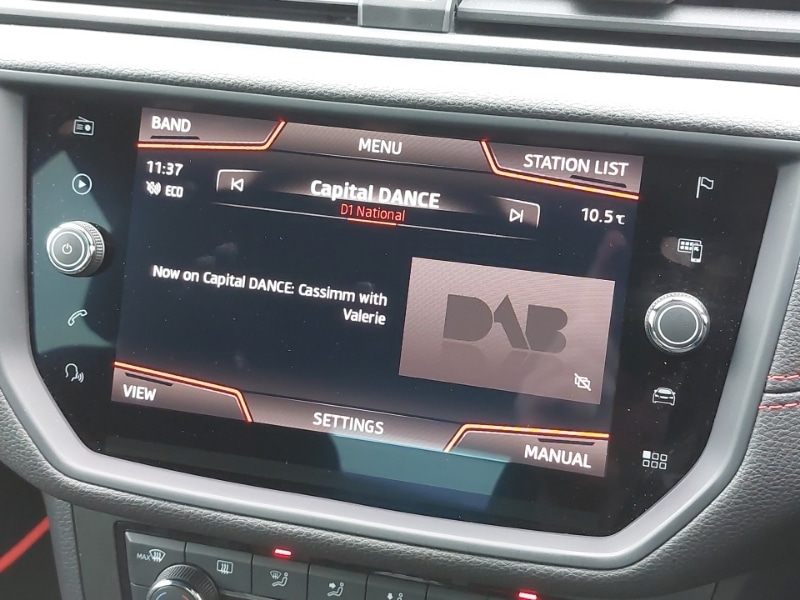 BAND
MENU
STATION LIST
11:37
ECO
Capital DANCE
D1 National
10.5℃
Now on Capital DANCE: Cassimm with
Valerie
DAB
VIEW
SETTINGS
MANUAL
MAX